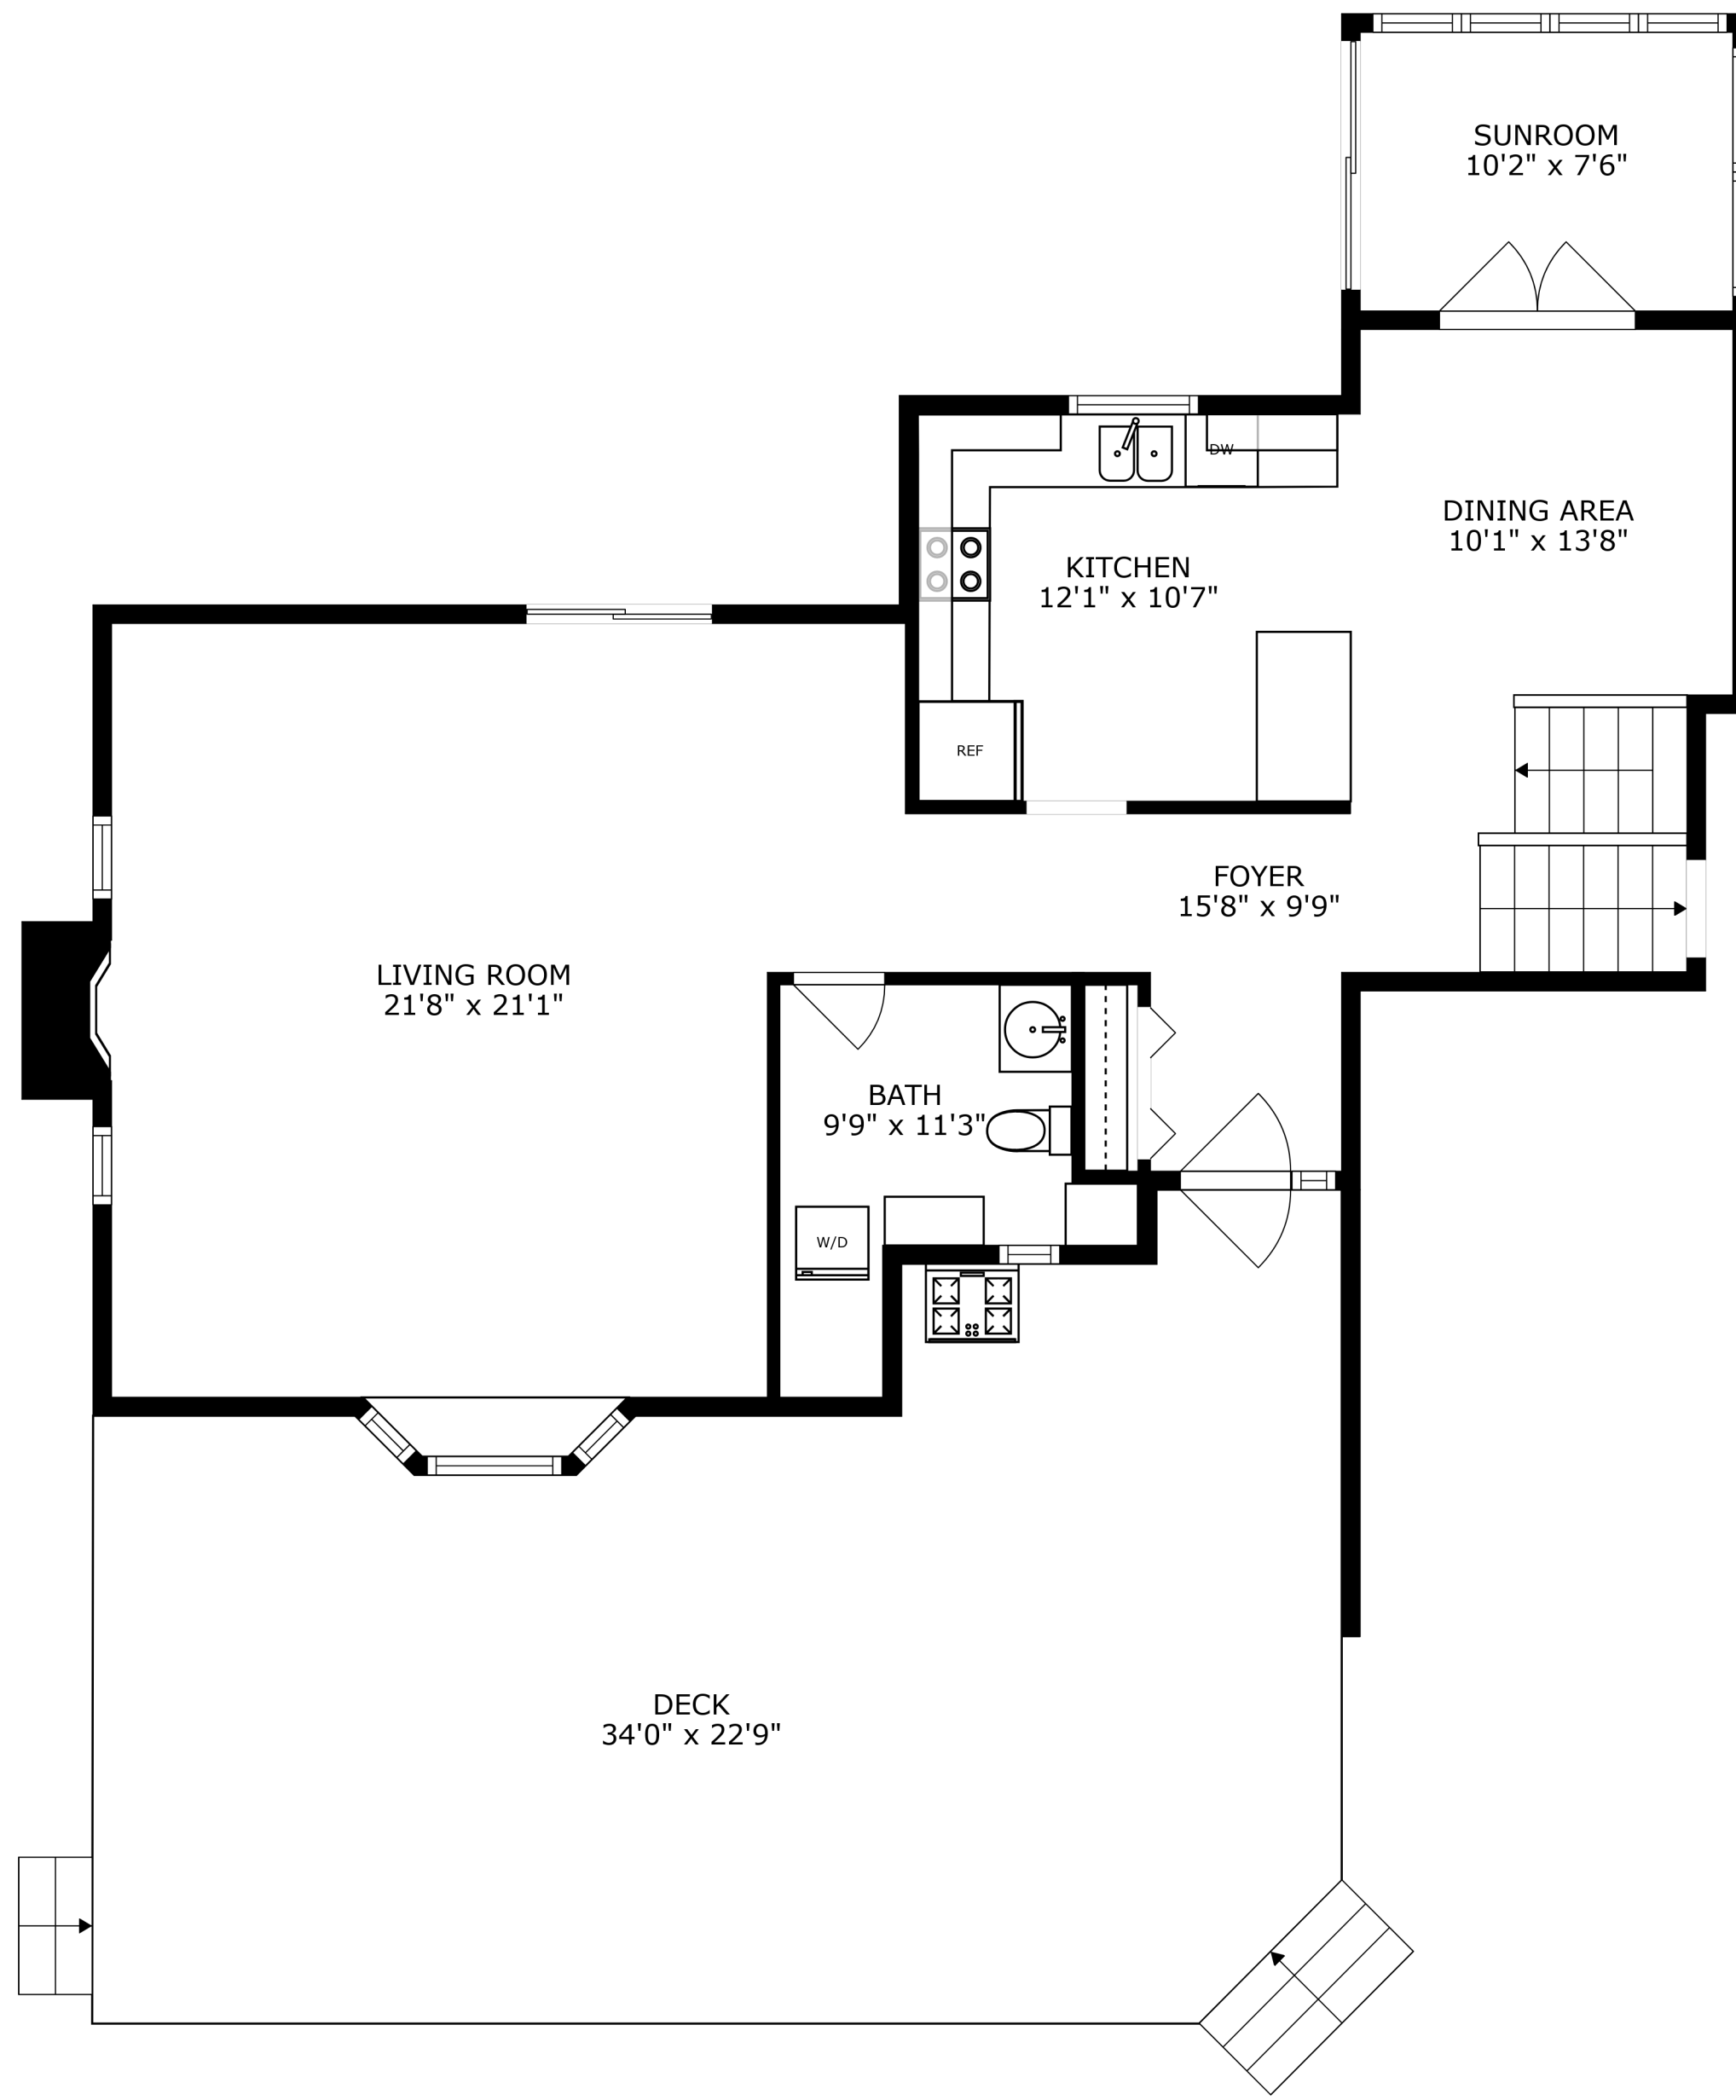 SUNROOM
10'2" x 7'6"
DW
DINING AREA
10'1" x 13'8"
KITCHEN
12'1" x 10'7"
REF
FOYER
15'8" x 9'9"
LIVING ROOM
21'8" x 21'1"
BATH
9'9" x 11'3"
W/D
DECK
34'0" x 22'9"